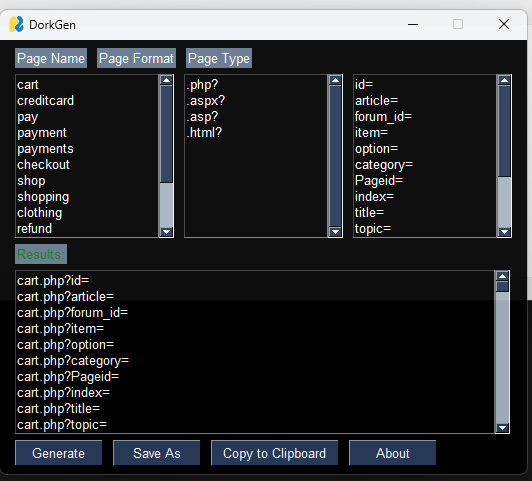 DorkGen
Page Name Page Format Page Type
cart
creditcard
pay
payment
payments
checkout
shop
shopping
clothing
refund
.php?
.aspx?
.asp?
.html?
id=
article=
forum_id=
item=
option=
category=
Pageid=
index=
title=
topic=
Results:
cart.php?id=
cart.php?article=
cart.php?forum_id=
cart.php?item=
cart.php?option=
cart.php?category=
cart.php?Pageid=
cart.php?index=
cart.php?title=
cart.php?topic=
Generate Save As Copy to Clipboard About